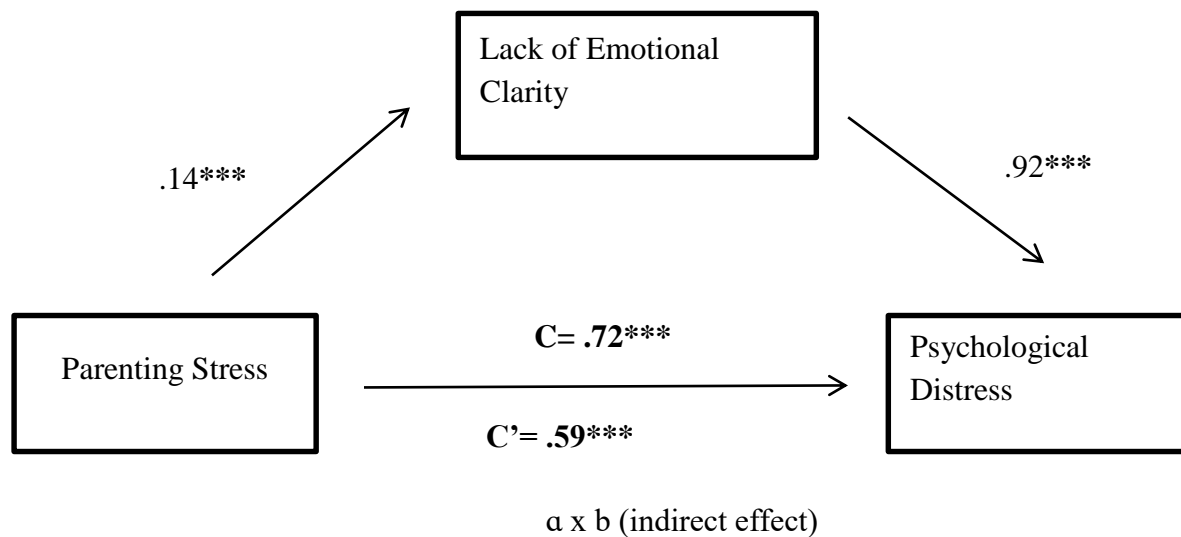 Lack of Emotional
Clarity
.14***
.92***
C= .72***
Parenting Stress
Psychological
Distress
C’= .59***
ɑ x b (indirect effect)